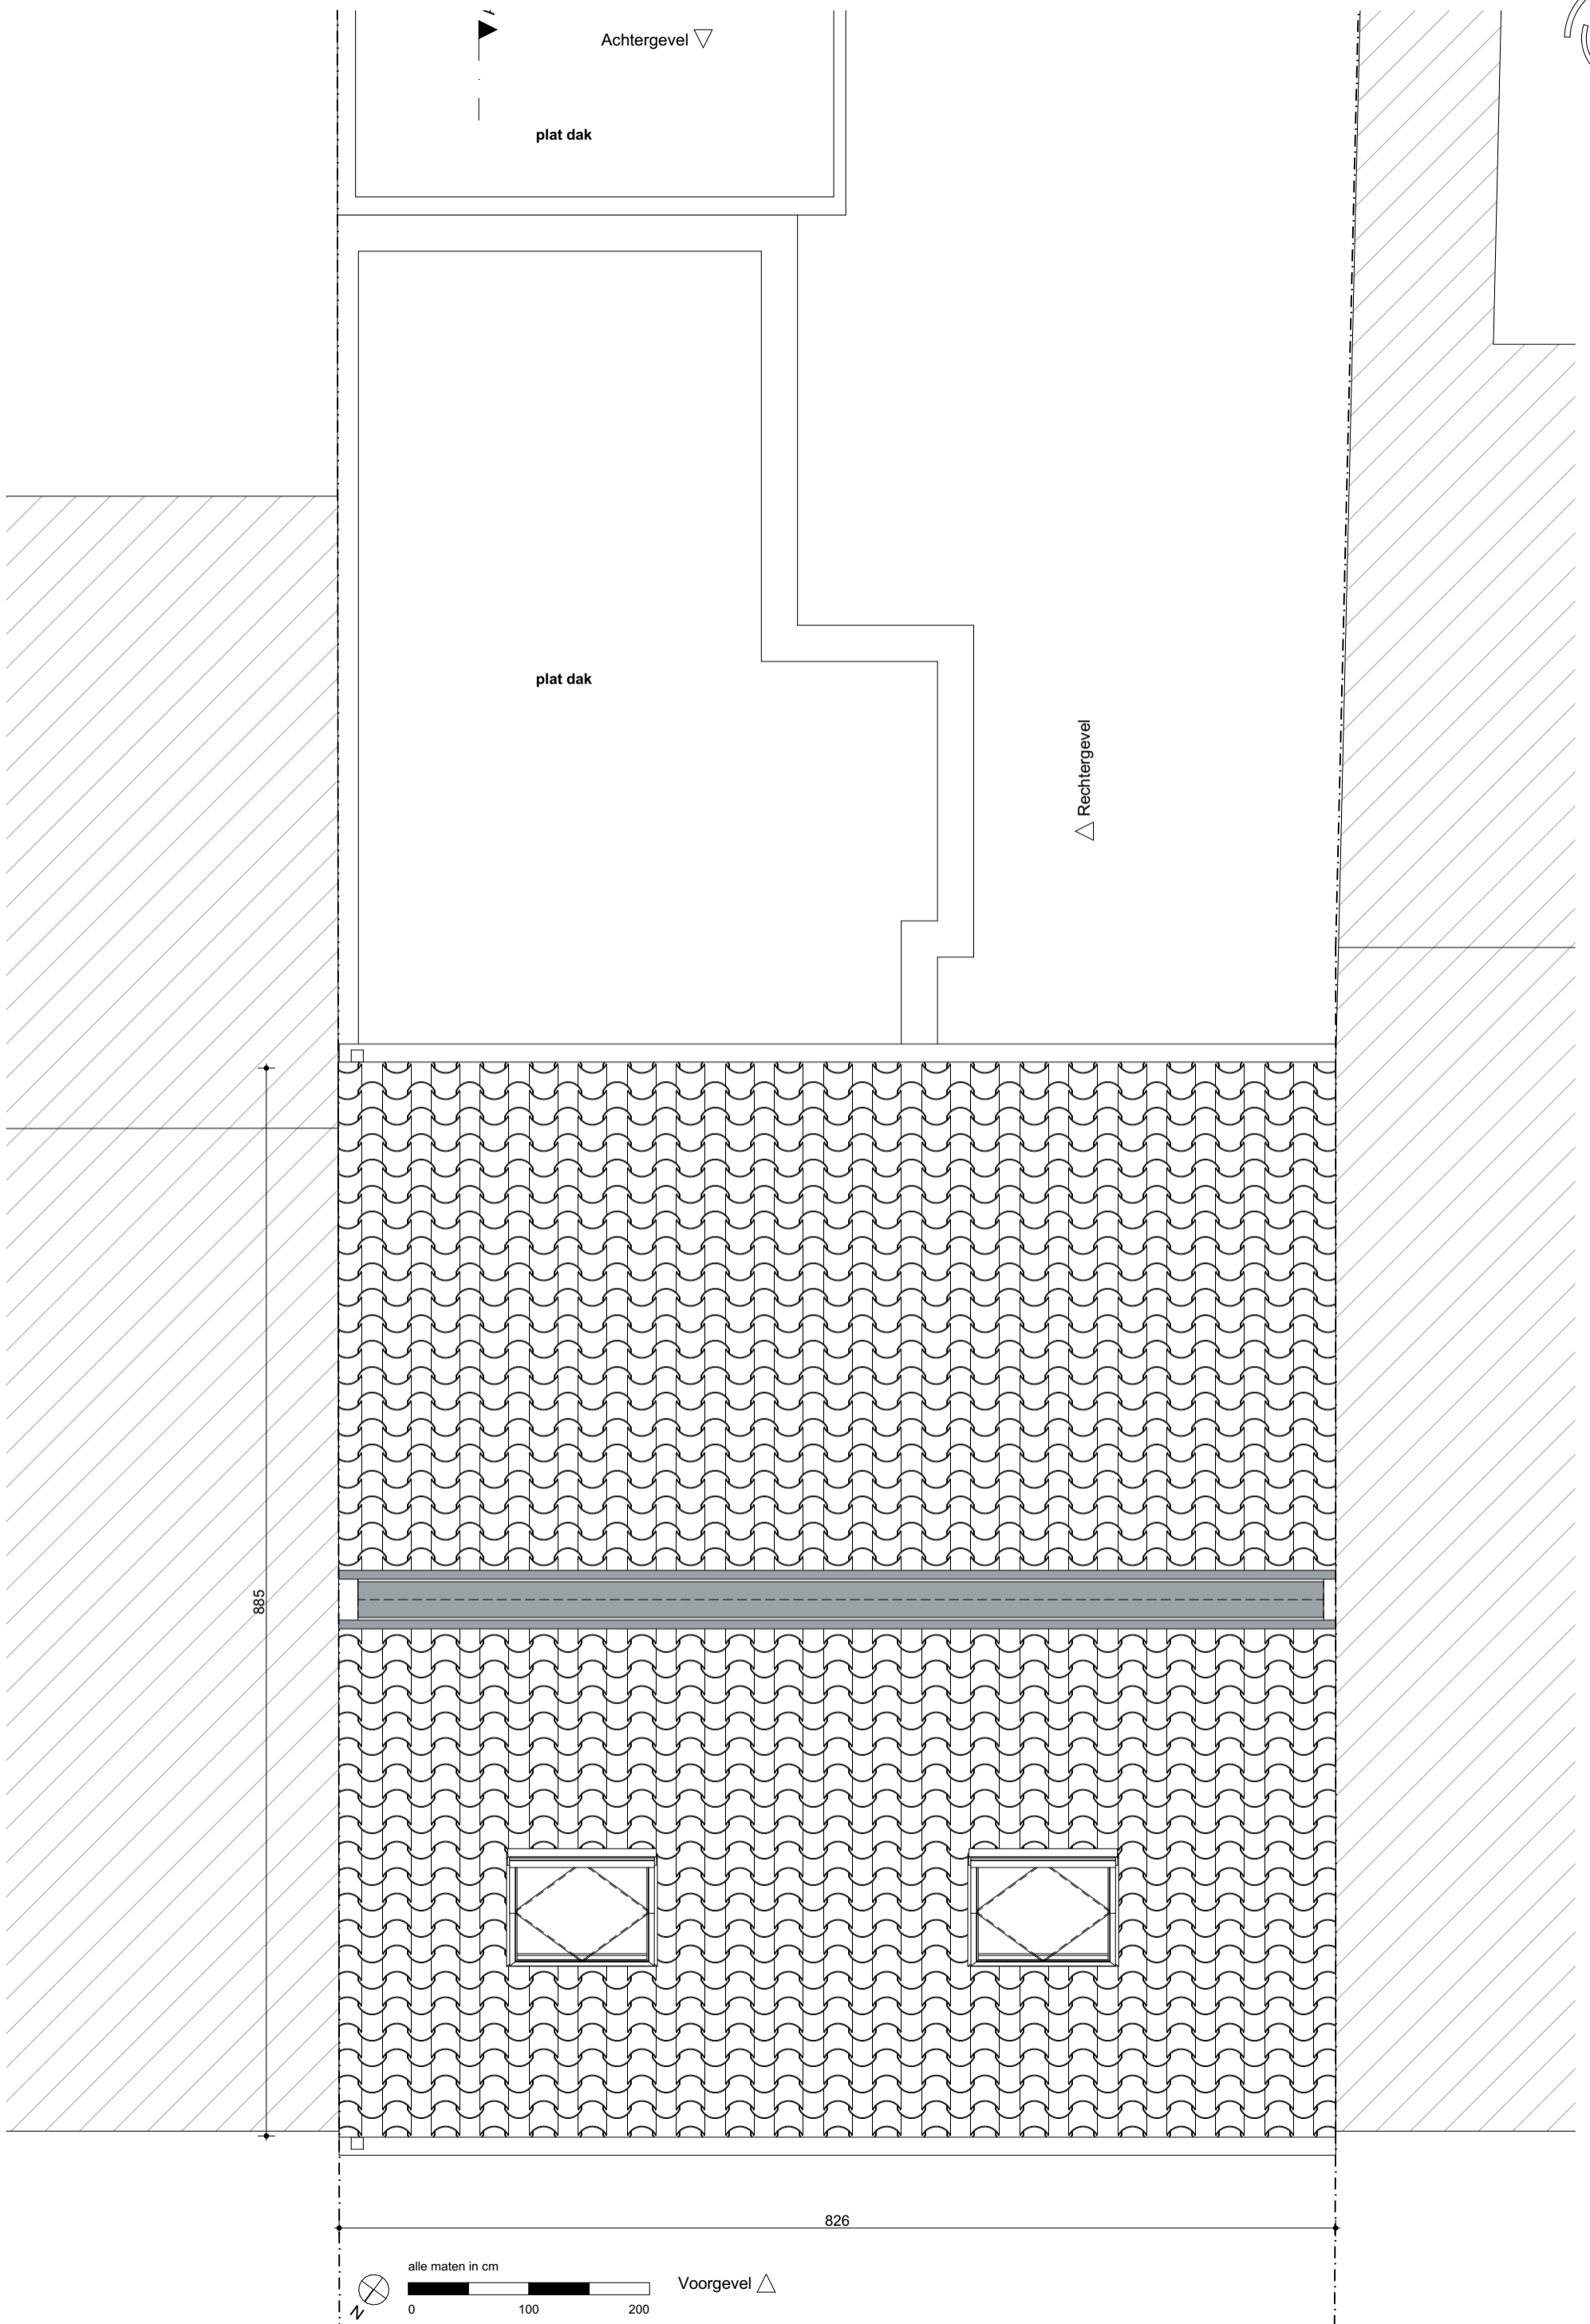 Achtergevel
plat dak
plat dak
Rechtergevel
885
826
alle maten in cm
Voorgevel
N
0 100 200